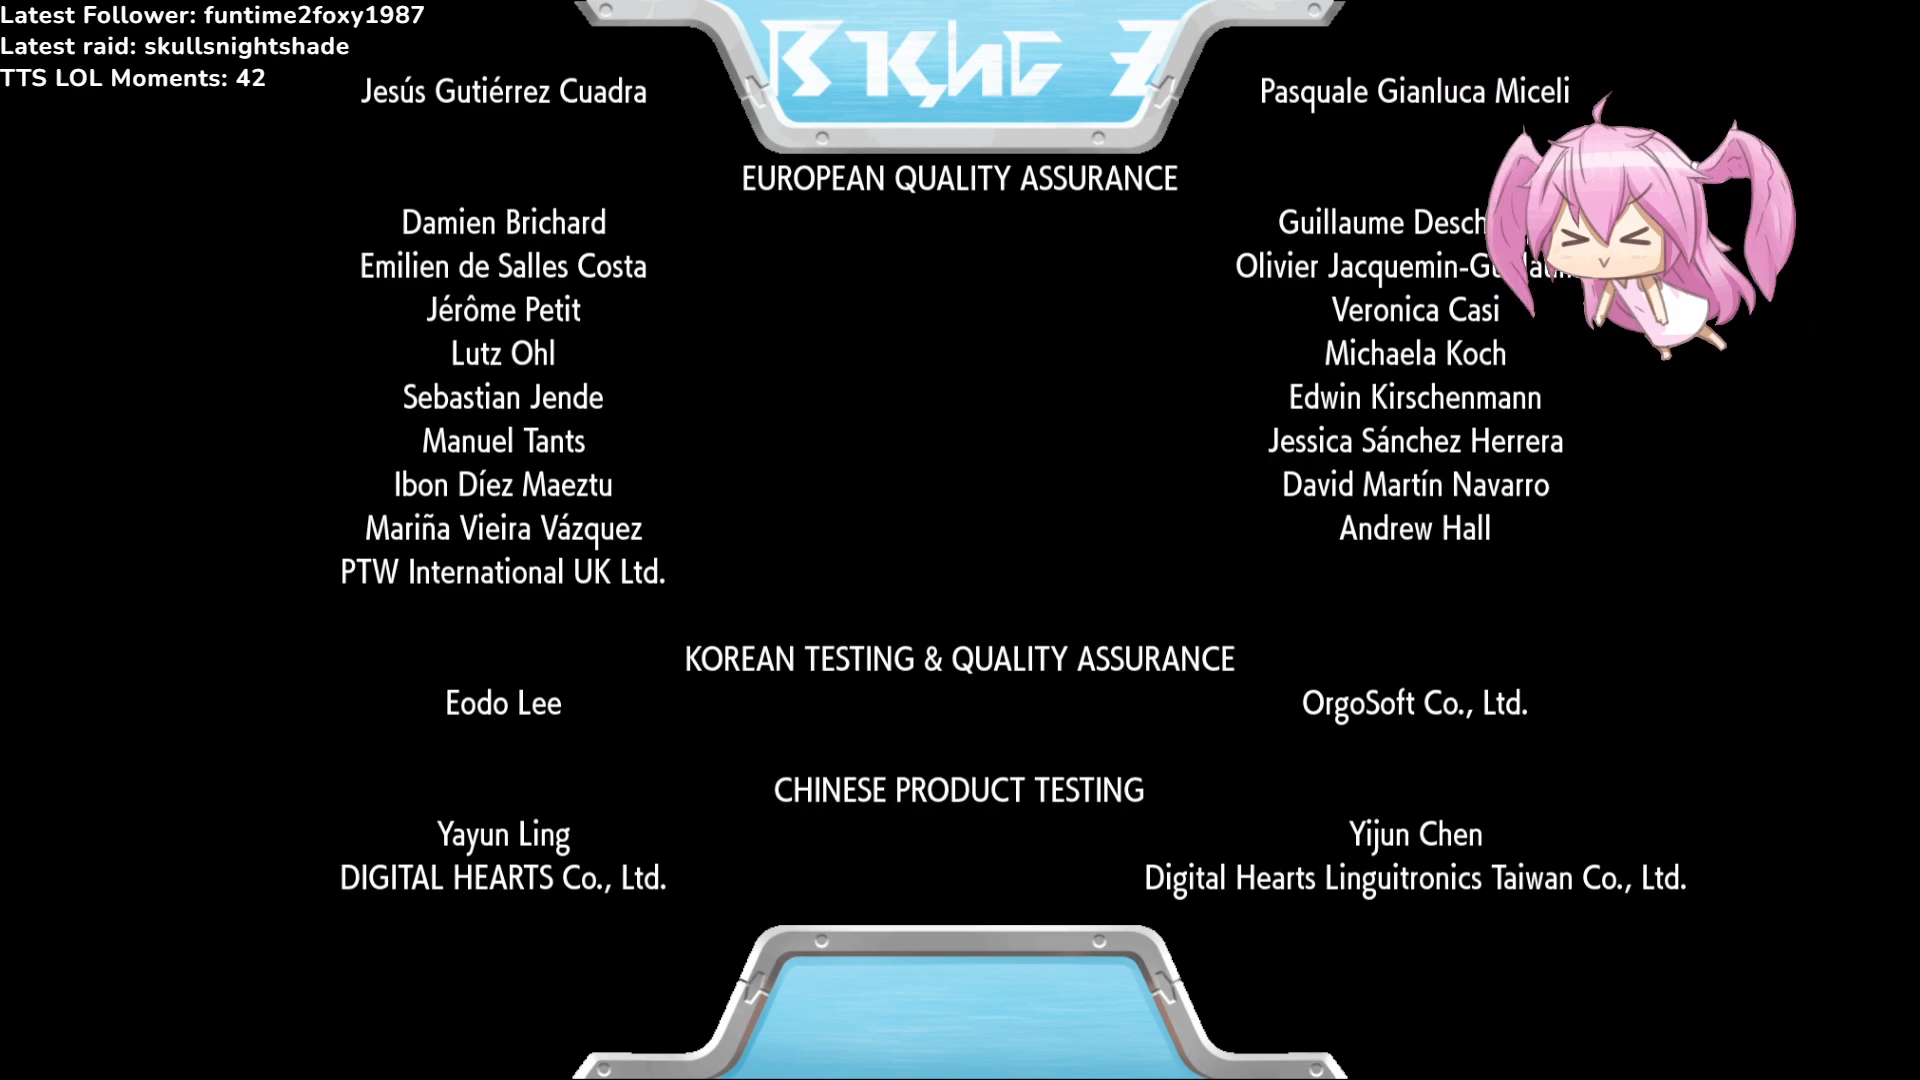 Latest Follower: funtime2foxy1987
Latest raid: skullsnightshade
TTS LOL Moments: 42
Jesús Gutiérrez Cuadra
Pasquale Gianluca Miceli
EUROPEAN QUALITY ASSURANCE
Damien Brichard
Guillaume
Emilien de Salles Costa
Olivier
Jérôme Petit
Veronica Casi
Lutz Ohl
Michaela Koch
Sebastian Jende
Edwin Kirschenmann
Manuel Tants
Jessica Sánchez Herrera
Ibon Díez Maeztu
David Martín Navarro
Mariña Vieira Vázquez
Andrew Hall
PTW International UK Ltd.
KOREAN TESTING & QUALITY ASSURANCE
Eodo Lee
OrgoSoft Co., Ltd.
CHINESE PRODUCT TESTING
Yayun Ling
Yijun Chen
DIGITAL HEARTS Co., Ltd.
Digital Hearts Linguitronics Taiwan Co., Ltd.